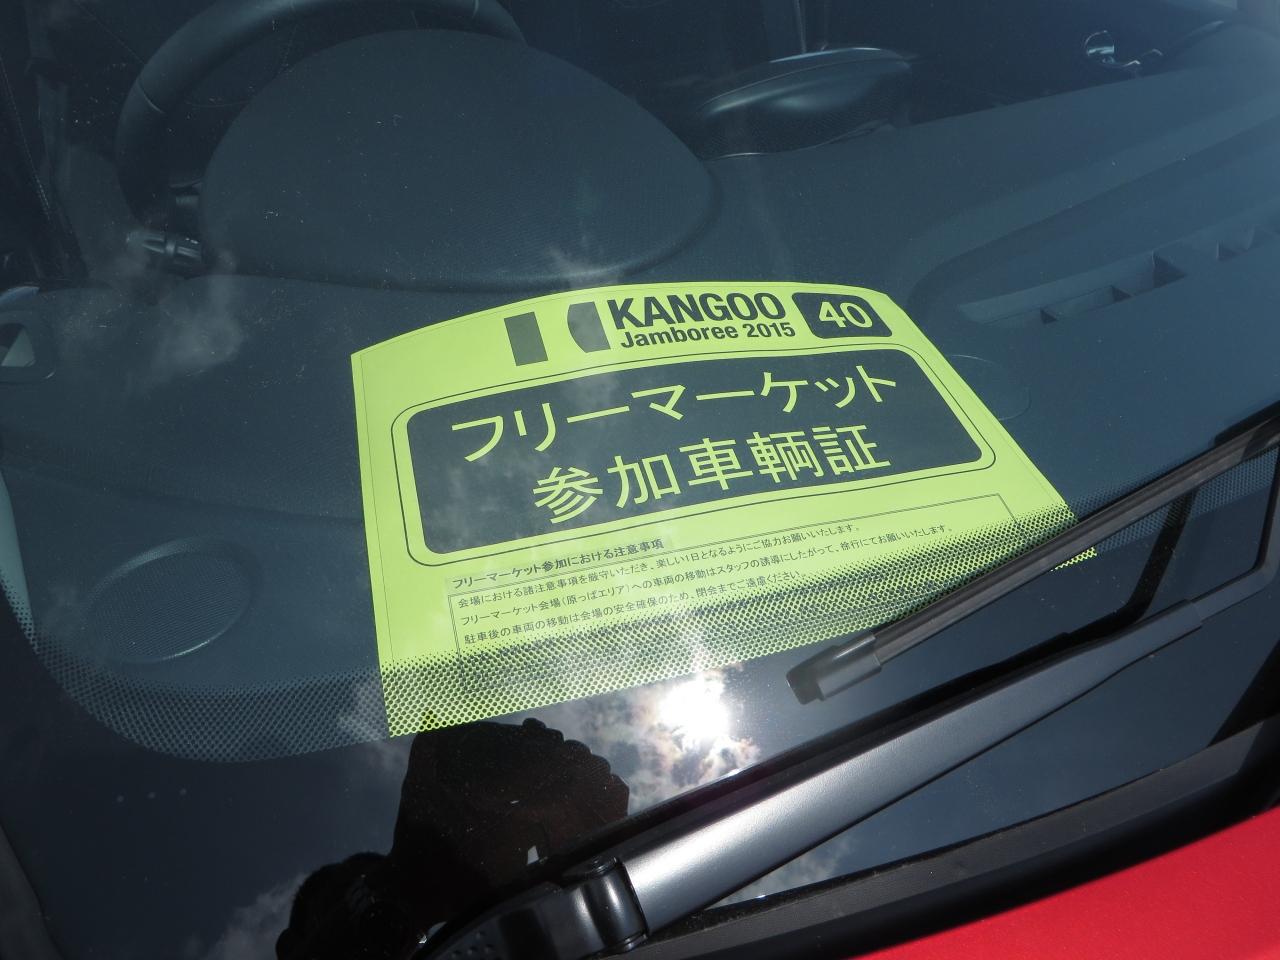 KANGOO
Jamboree 2015
40
フリーマーケット
参加車輌証
フリーマーケット参加における注意事項
会場における諸注意事項を厳守いただき、楽しい1日となるようにご協力お願いいたします。
フリーマーケット会場（原っぱエリア）への車両の移動はスタッフの誘導にしたがって、徐行にてお願いいたします。
駐車後の車両の移動は会場の安全確保のため、閉会までご遠慮ください。